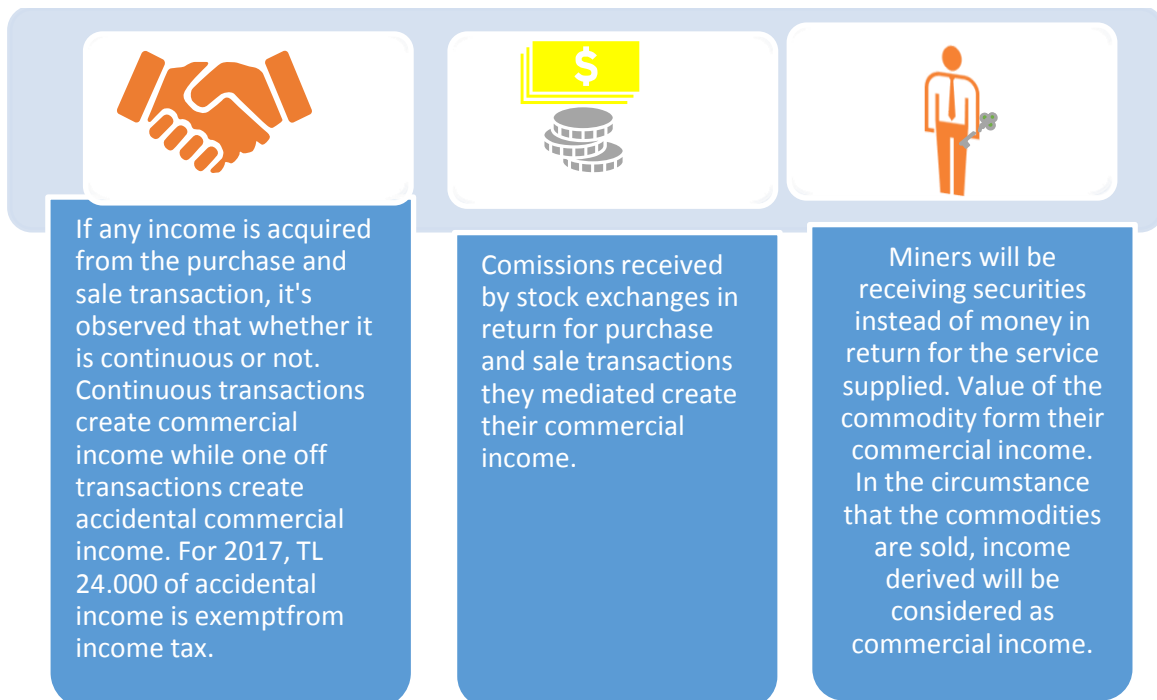 $
If any income is acquired
from the purchase and
sale transaction, it's
observed that whether it
is continuous or not.
Continuous transactions
create commercial
income while one off
transactions create
accidental commercial
income. For 2017, TL
24.000 of accidental
income is exemptfrom
income tax.
Comissions received
by stock exchanges in
return for purchase
and sale transactions
they mediated create
their commercial
income.
Miners will be
receiving securities
instead of money in
return for the service
supplied. Value of the
commodity form their
commercial income.
In the circumstance
that the commodities
are sold, income
derived will be
considered as
commercial income.